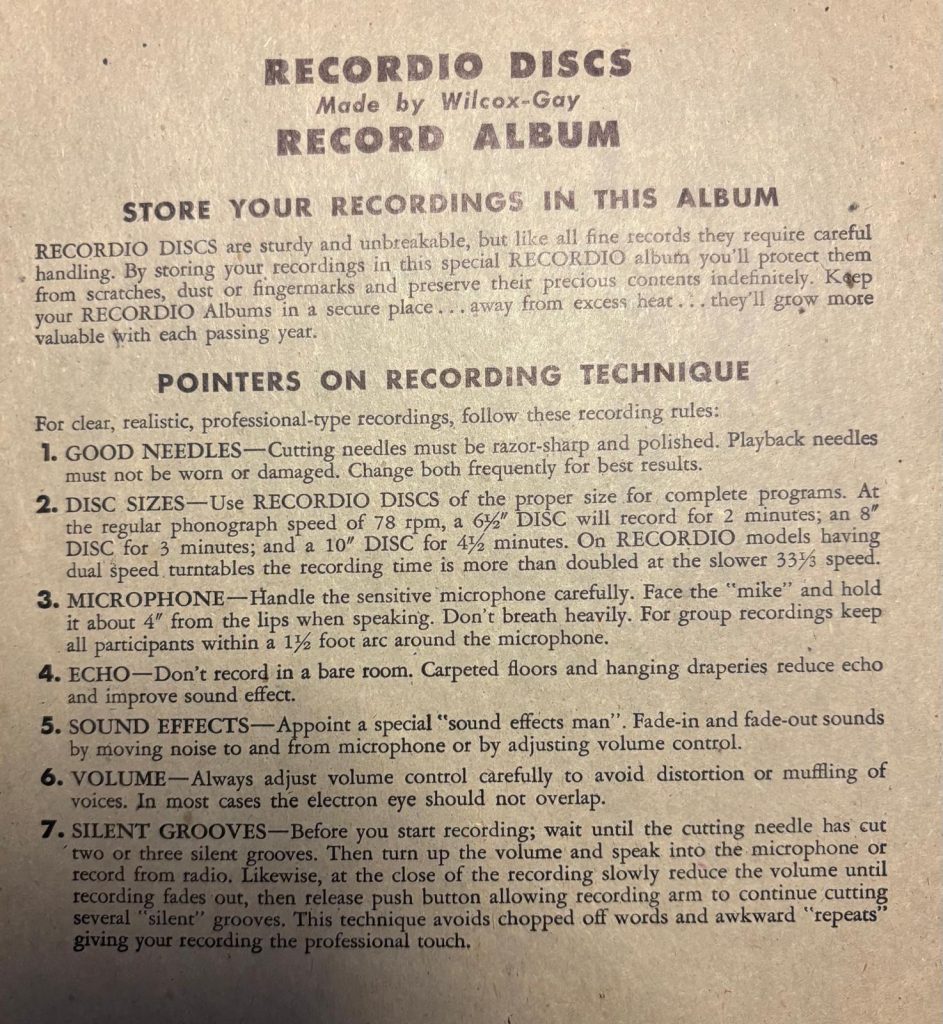 RECORDIO DISCS
Made by Wilcox-Gay
RECORD ALBUM
STORE YOUR RECORDINGS IN THIS ALBUM
RECORDIO DISCS are sturdy and unbreakable, but like all fine records they require careful
handling. By storing your recordings in this special RECORDIO album you'll protect them
from scratches, dust or fingermarks and preserve their precious contents indefinitely. Keep
your RECORDIO Albums in a secure place...away from excess heat...they'll grow more
valuable with each passing year.
POINTERS ON RECORDING TECHNIQUE
For clear, realistic, professional-type recordings, follow these recording rules:
1. GOOD NEEDLES—Cutting needles must be razor-sharp and polished. Playback needles
must not be worn or damaged. Change both frequently for best results.
2. DISC SIZES—Use RECORDIO DISCS of the proper size for complete programs. At
the regular phonograph speed of 78 rpm, a 6½" DISC will record for 2 minutes; an 8"
DISC for 3 minutes; and a 10" DISC for 4½ minutes. On RECORDIO models having
dual speed turntables the recording time is more than doubled at the slower 33⅓ speed.
3. MICROPHONE—Handle the sensitive microphone carefully. Face the "mike" and hold
it about 4" from the lips when speaking. Don't breath heavily. For group recordings keep
all participants within a 1½ foot arc around the microphone.
4. ECHO—Don't record in a bare room. Carpeted floors and hanging draperies reduce echo
and improve sound effect.
5. SOUND EFFECTS—Appoint a special "sound effects man". Fade-in and fade-out sounds
by moving noise to and from microphone or by adjusting volume control.
6. VOLUME—Always adjust volume control carefully to avoid distortion or muffling of
voices. In most cases the electron eye should not overlap.
7. SILENT GROOVES—Before you start recording; wait until the cutting needle has cut
two or three silent grooves. Then turn up the volume and speak into the microphone or
record from radio. Likewise, at the close of the recording slowly reduce the volume until
recording fades out, then release push button allowing recording arm to continue cutting
several "silent" grooves. This technique avoids chopped off words and awkward "repeats"
giving your recording the professional touch.